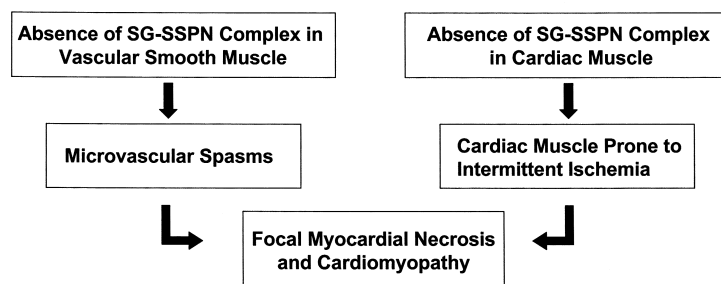 Absence of SG-SSPN Complex in
Vascular Smooth Muscle
Absence of SG-SSPN Complex
in Cardiac Muscle
Microvascular Spasms
Cardiac Muscle Prone to
Intermittent Ischemia
Focal Myocardial Necrosis
and Cardiomyopathy